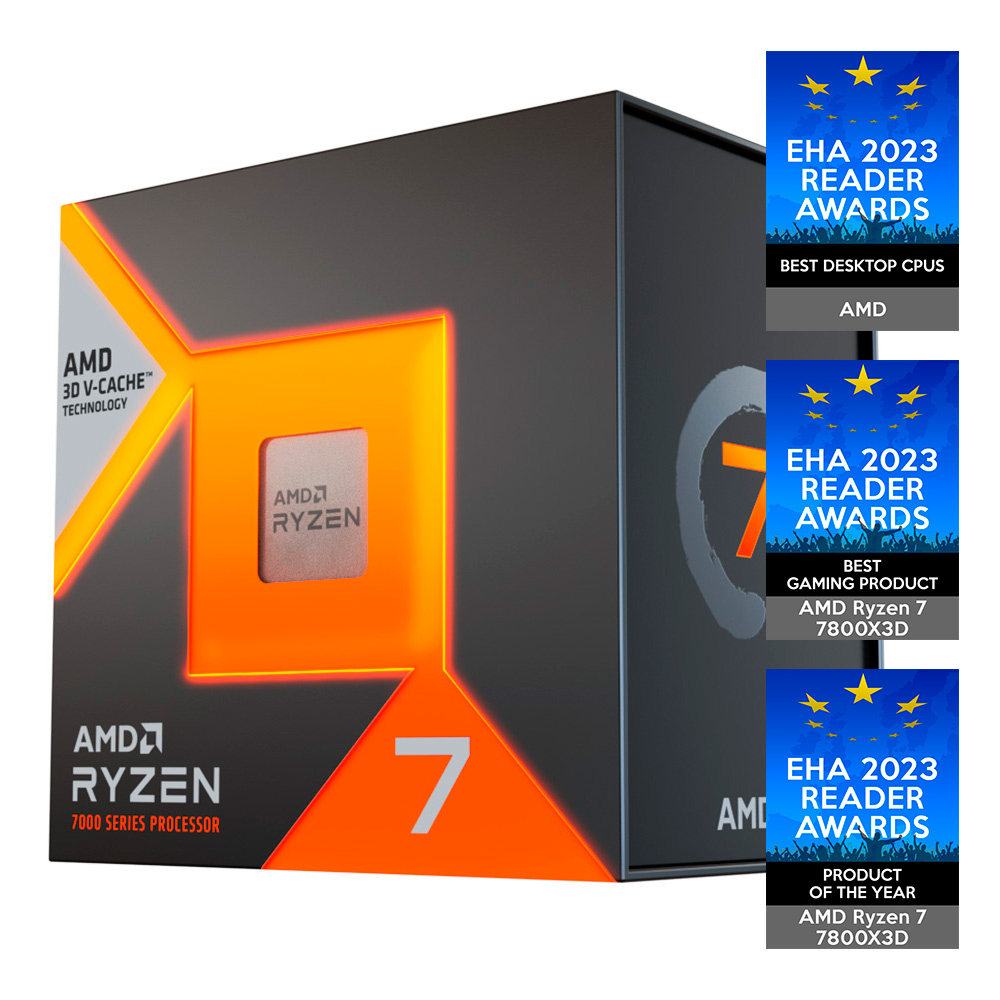 AMD
3D V-CACHE™
TECHNOLOGY
AMD
RYZEN
AMD
RYZEN
7000 SERIES PROCESSOR
7
7
AMD
EHA 2023
READER
AWARDS
BEST DESKTOP CPUS
AMD
EHA 2023
READER
AWARDS
BEST
GAMING PRODUCT
AMD Ryzen 7
7800X3D
EHA 2023
READER
AWARDS
PRODUCT
OF THE YEAR
AMD Ryzen 7
7800X3D